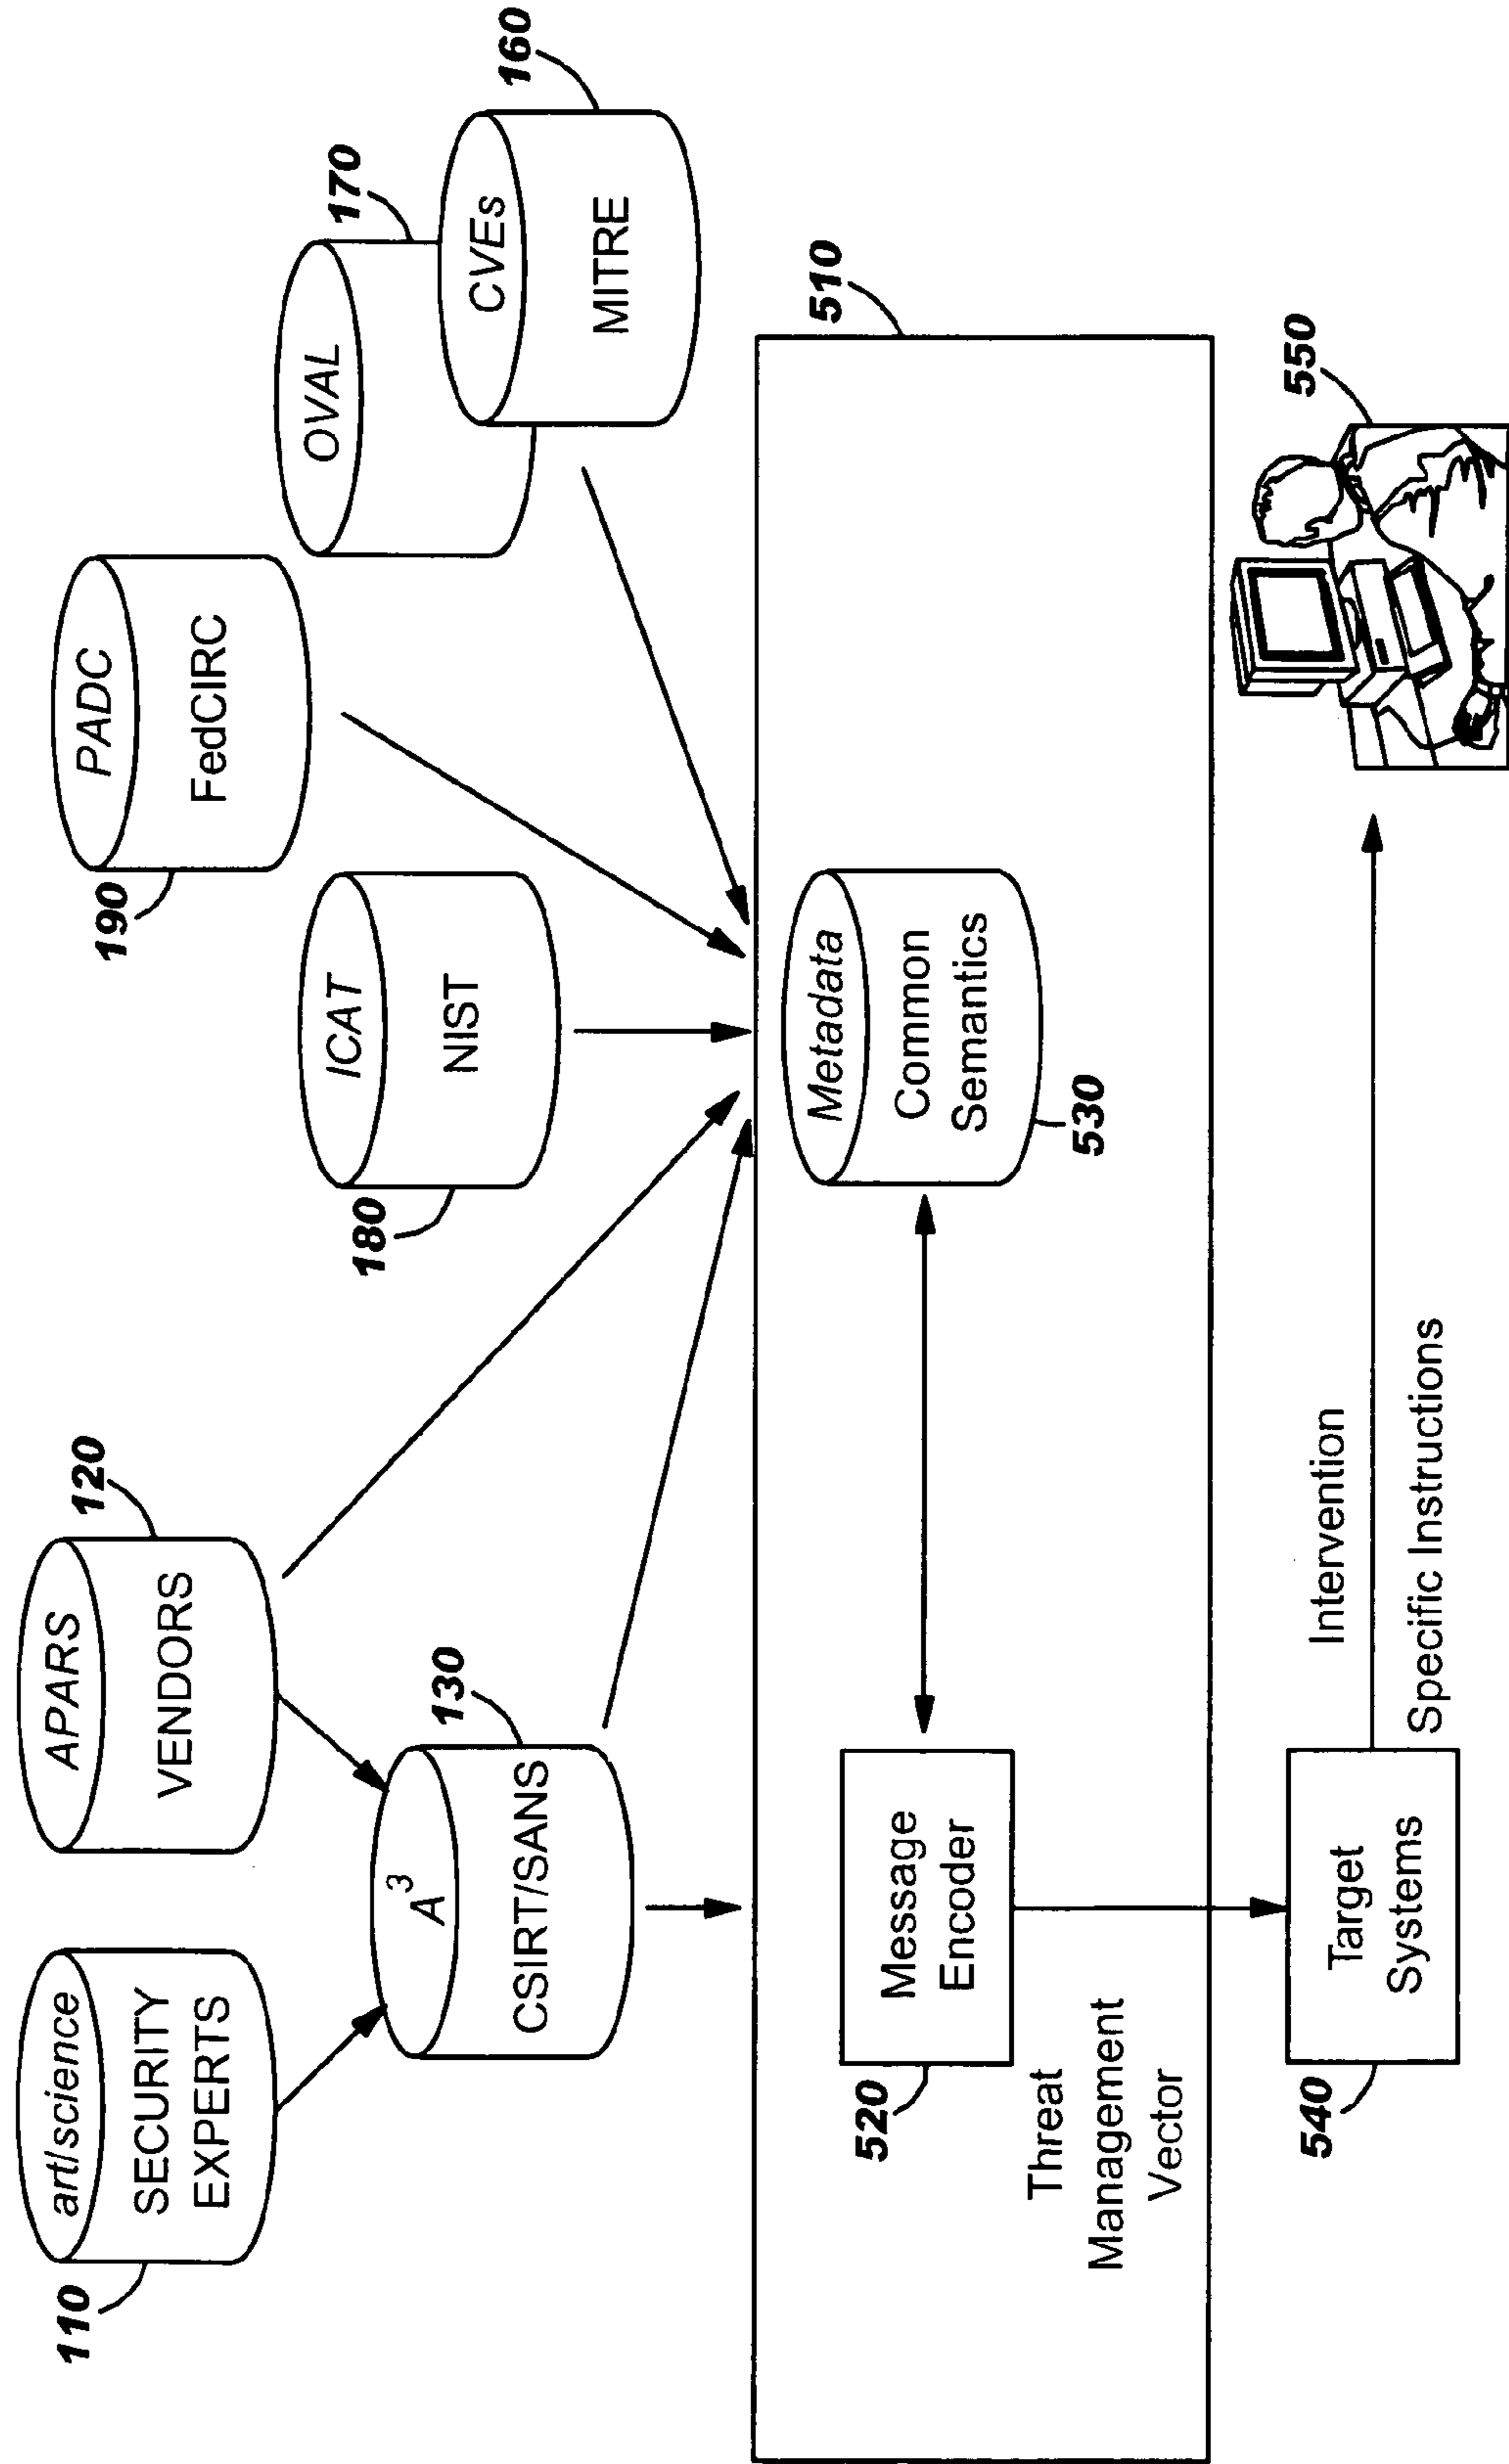 110
art/science
SECURITY
EXPERTS
APARS
VENDORS
120
A³
CSIRT/SANS
130
190
PADC
FedCIRC
180
ICAT
NIST
OVAL
170
CVEs
MITRE
160
510
520
Message
Encoder
Metadata
Common
Semantics
530
Threat
Management
Vector
540
Target
Systems
Intervention
Specific Instructions
550